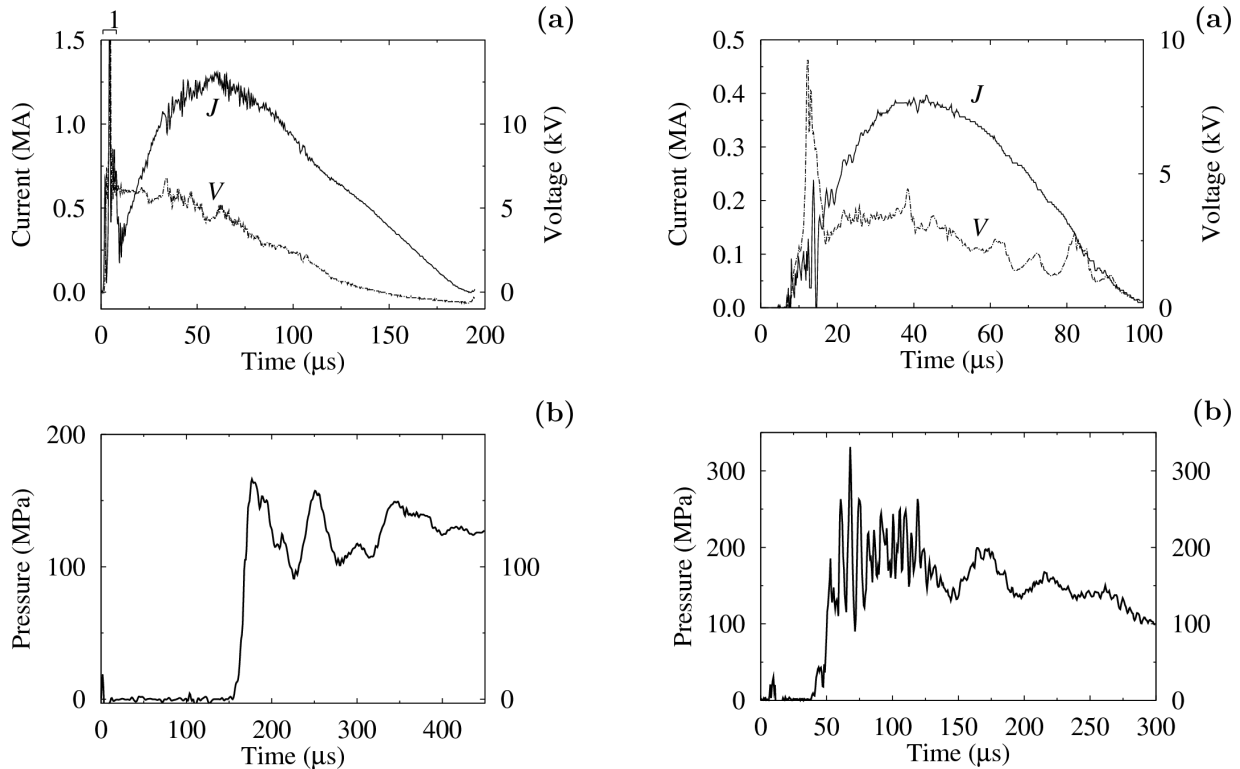 1
(a)
1.5
1.0
0.5
0.0
Current (MA)
J
V
10
5
0
Voltage (kV)
0 50 100 150 200
Time (μs)
(a)
0.5
0.4
0.3
0.2
0.1
0.0
Current (MA)
J
V
10
5
0
Voltage (kV)
0 20 40 60 80 100
Time (μs)
(b)
200
100
0
Pressure (MPa)
100
0
0 100 200 300 400
Time (μs)
(b)
300
200
100
0
Pressure (MPa)
300
200
100
0
0 50 100 150 200 250 300
Time (μs)